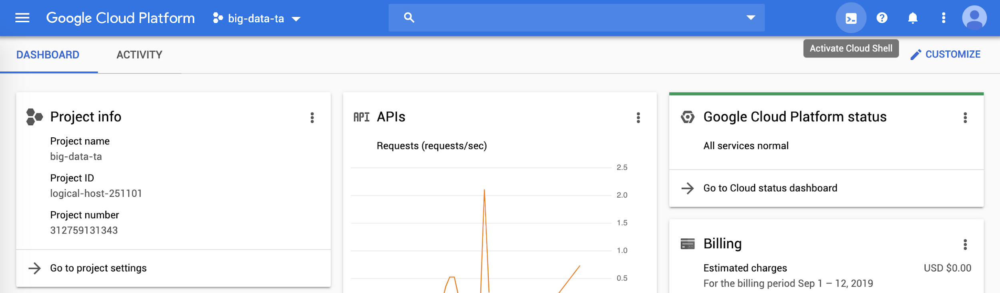 Google Cloud Platform
big-data-ta
Activate Cloud Shell
DASHBOARD
ACTIVITY
CUSTOMIZE
Project info
Project name
big-data-ta
Project ID
logical-host-251101
Project number
312759131343
Go to project settings
API APIs
Requests (requests/sec)
2.5
2.0
1.5
1.0
0.5
Google Cloud Platform status
All services normal
Go to Cloud status dashboard
Billing
Estimated charges USD $0.00
For the billing period Sep 1 – 12, 2019